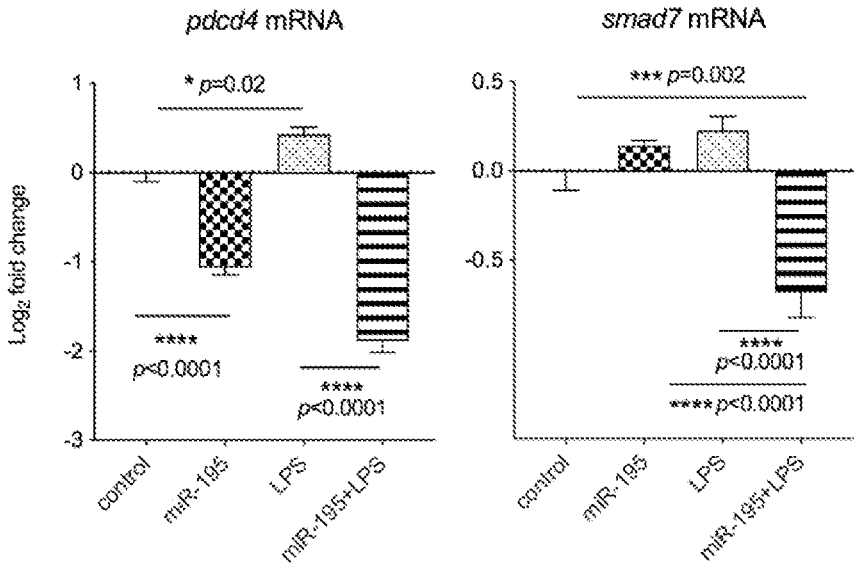 pdcd4 mRNA
smad7 mRNA
Log2 fold change
1
0
-1
-2
-3
* p=0.02
****
p<0.0001
****
p<0.0001
control
miR-195
LPS
miR-195+LPS
0.5
0.0
-0.5
*** p=0.002
****
p<0.0001
**** p<0.0001
control
miR-195
LPS
miR-195+LPS